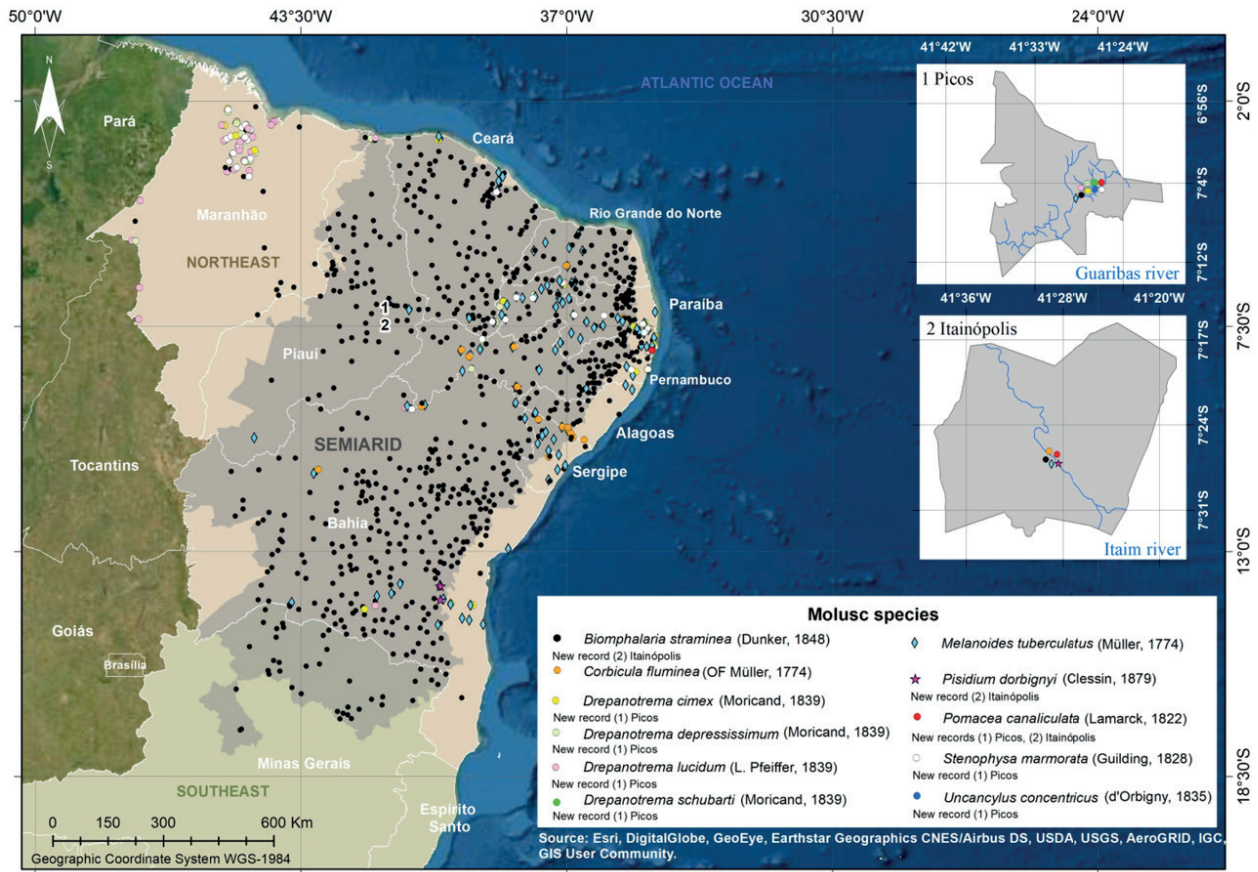 50°0'W 43°30'W 37°0'W 30°30'W 24°0'W
N
S
ATLANTIC OCEAN
Pará
Ceará
Maranhão
Rio Grande do Norte
NORTHEAST
1
2
Paraíba
Piauí
Pernambuco
SEMIARID
Alagoas
Tocantins
Sergipe
Bahia
Goiás
Brasília
Minas Gerais
SOUTHEAST
Espírito
Santo
0 150 300 600 Km
Geographic Coordinate System WGS-1984
41°42'W 41°33'W 41°24'W
1 Picos
6°56'S
7°4'S
7°12'S
Guaribas river
41°36'W 41°28'W 41°20'W
2 Itainópolis
7°17'S
7°24'S
7°31'S
Itaim river
2°0'S
7°30'S
13°0'S
18°30'S
Molusc species
Biomphalaria straminea (Dunker, 1848)
New record (2) Itainópolis
Corbicula fluminea (OF Müller, 1774)
Drepanotrema cimex (Moricand, 1839)
New record (1) Picos
Drepanotrema depressissimum (Moricand, 1839)
New record (1) Picos
Drepanotrema lucidum (L. Pfeiffer, 1839)
New record (1) Picos
Drepanotrema schubarti (Moricand, 1839)
New record (1) Picos
Melanoides tuberculatus (Müller, 1774)
Pisidium dorbignyi (Clessin, 1879)
New record (2) Itainópolis
Pomacea canaliculata (Lamarck, 1822)
New records (1) Picos, (2) Itainópolis
Stenophysa marmorata (Guilding, 1828)
New record (1) Picos
Uncancylus concentricus (d'Orbigny, 1835)
New record (1) Picos
Source: Esri, DigitalGlobe, GeoEye, Earthstar Geographics CNES/Airbus DS, USDA, USGS, AeroGRID, IGC,
GIS User Community.